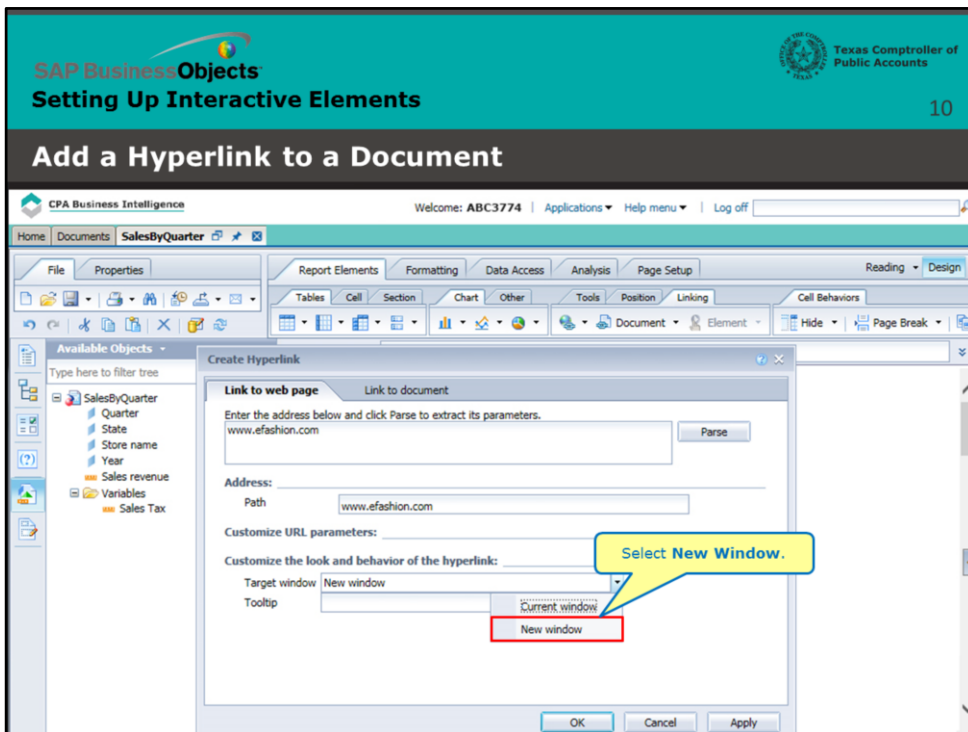 SAP BusinessObjects
Setting Up Interactive Elements
Texas Comptroller of
Public Accounts
10
Add a Hyperlink to a Document
CPA Business Intelligence
Welcome: ABC3774 | Applications Help menu | Log off
Home Documents SalesByQuarter
File Properties
Report Elements Formatting Data Access Analysis Page Setup
Reading Design
Tables Cell Section Chart Other Tools Position Linking Cell Behaviors
Document Element Hide Page Break
Available Objects
Type here to filter tree
SalesByQuarter
Quarter
State
Store name
Year
Sales revenue
Variables
Sales Tax
Create Hyperlink
Link to web page Link to document
Enter the address below and click Parse to extract its parameters.
www.efashion.com
Parse
Address:
Path www.efashion.com
Customize URL parameters:
Customize the look and behavior of the hyperlink:
Select New Window.
Target window New window
Tooltip
Current window
New window
OK Cancel Apply